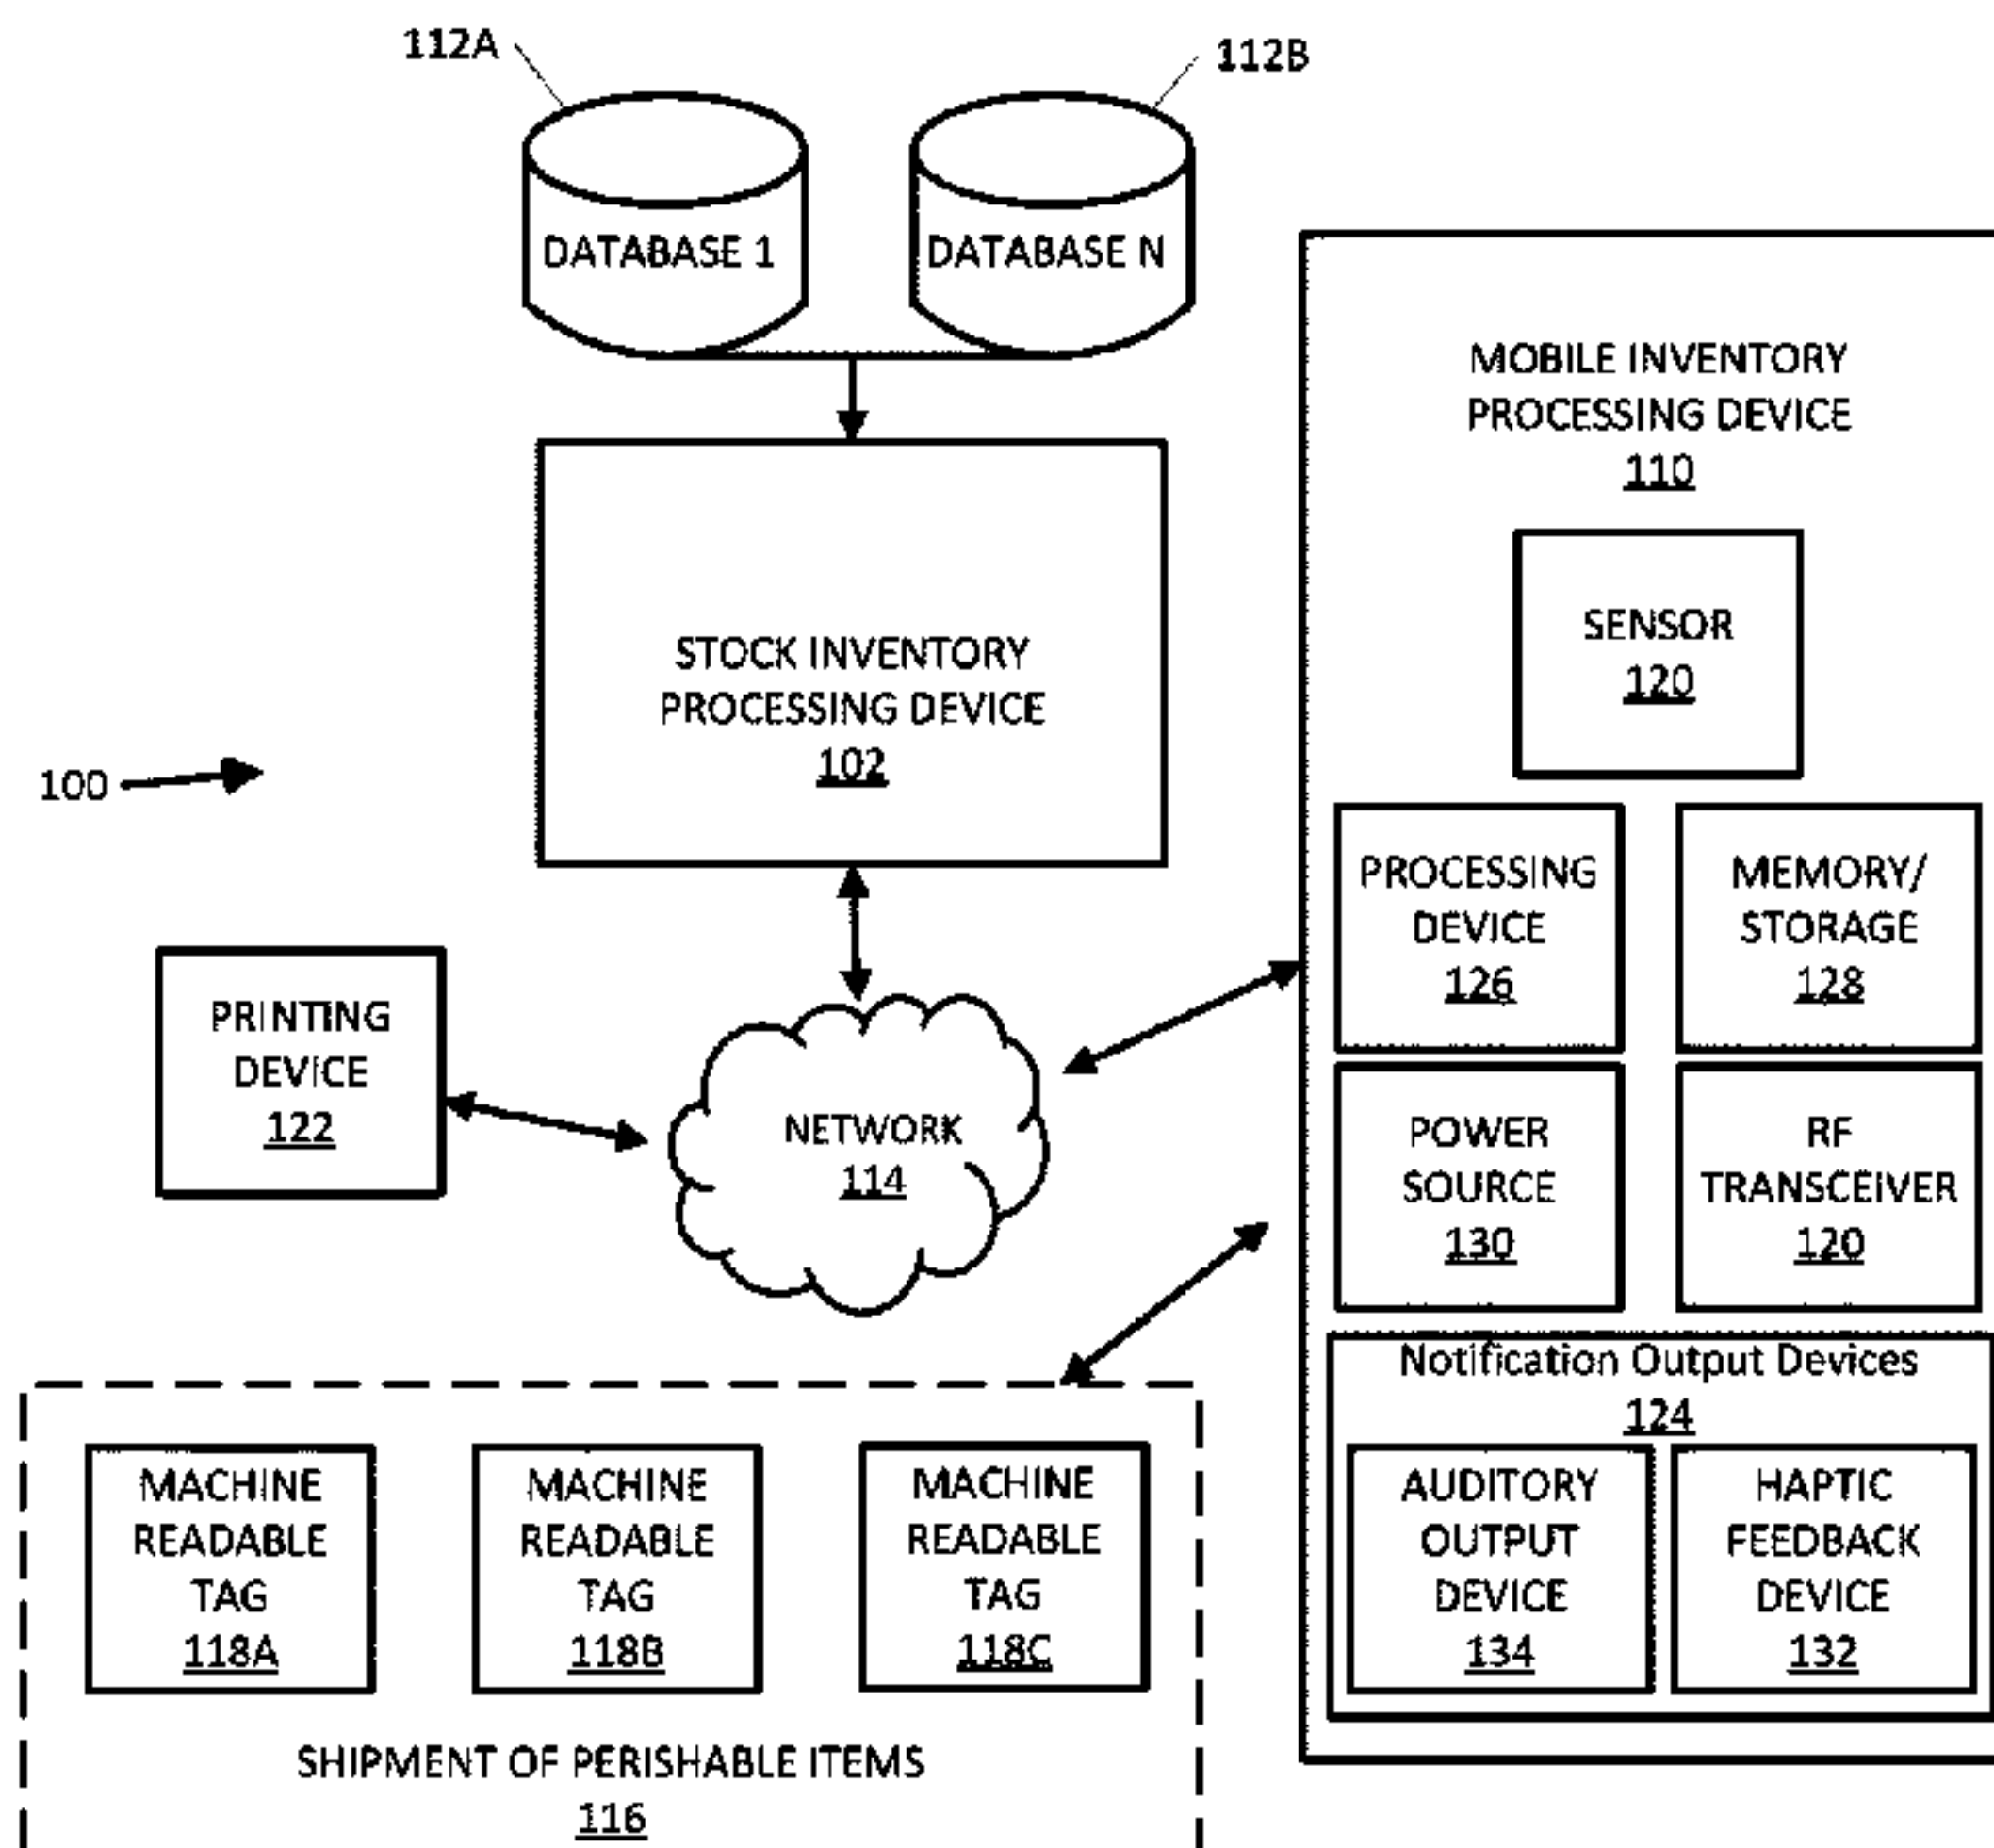 112A
112B
DATABASE 1
DATABASE N
MOBILE INVENTORY
PROCESSING DEVICE
110
SENSOR
120
STOCK INVENTORY
PROCESSING DEVICE
102
100
PROCESSING
DEVICE
126
MEMORY/
STORAGE
128
PRINTING
DEVICE
122
NETWORK
114
POWER
SOURCE
130
RF
TRANSCEIVER
120
Notification Output Devices
124
AUDITORY
OUTPUT
DEVICE
134
HAPTIC
FEEDBACK
DEVICE
132
MACHINE
READABLE
TAG
118A
MACHINE
READABLE
TAG
118B
MACHINE
READABLE
TAG
118C
SHIPMENT OF PERISHABLE ITEMS
116